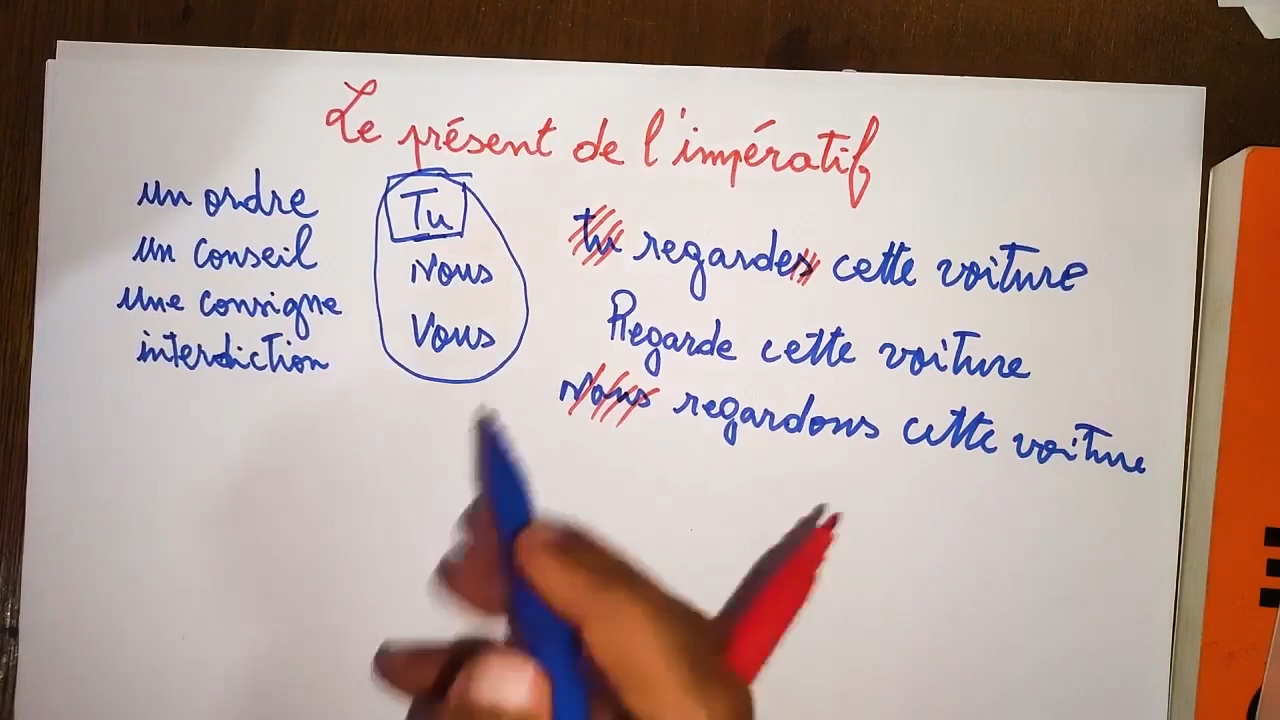 Le présent de l'impératif
un ordre
un conseil
une consigne
interdiction
Tu
Nous
Vous
tu regardes cette voiture
Regarde cette voiture
Nous regardons cette voiture